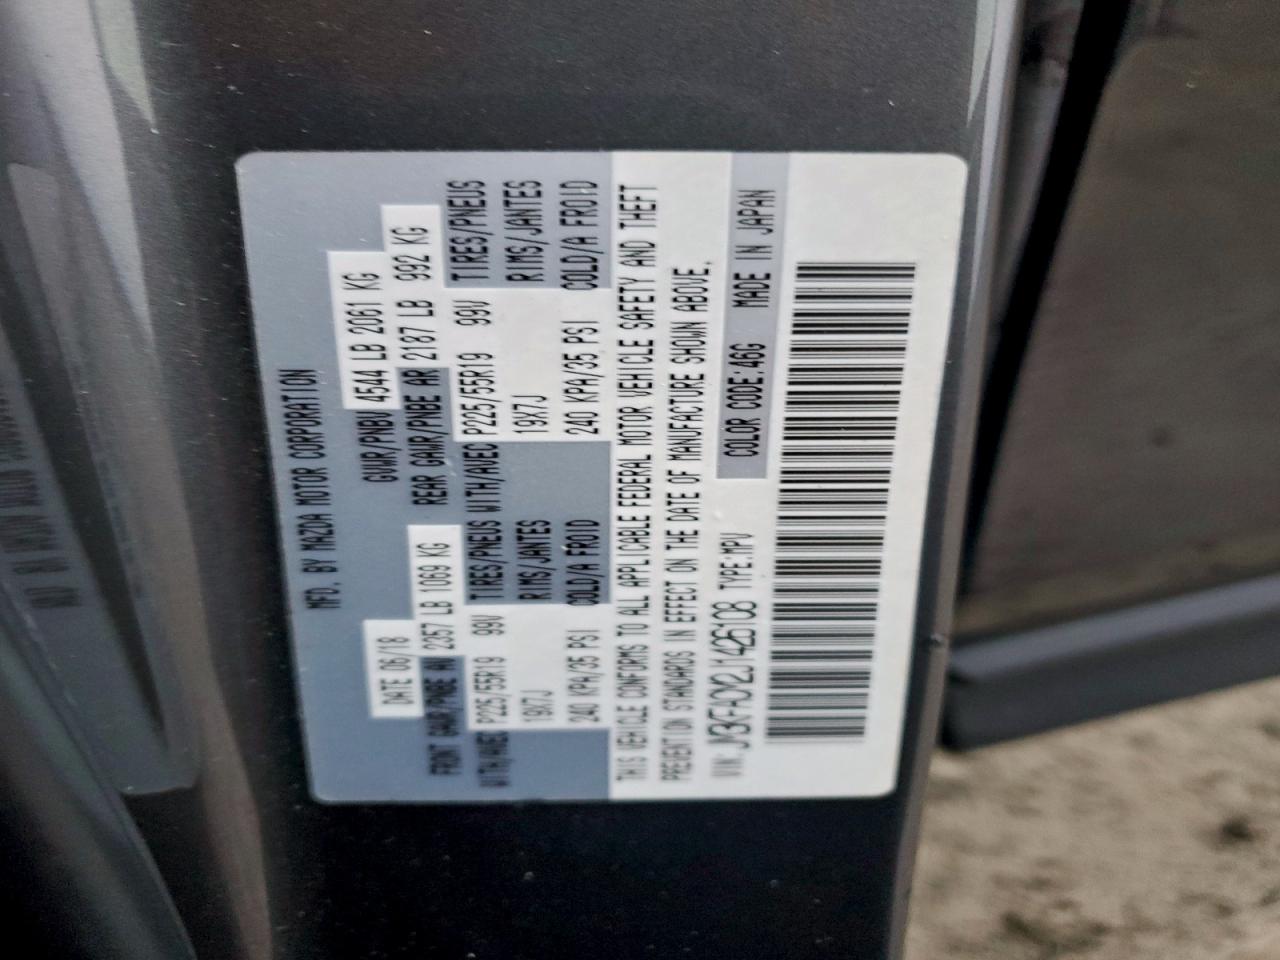 MFD. BY MAZDA MOTOR CORPORATION
DATE 06/18 GVWR/PNBV 4544 LB 2061 KG
FRONT GAWR/PNBE AV 2357 LB 1069 KG REAR GAWR/PNBE AR 2187 LB 992 KG
WITH/AVEC P225/55R19 99V TIRES/PNEUS WITH/AVEC P225/55R19 99V TIRES/PNEUS
19X7J RIMS/JANTES 19X7J RIMS/JANTES
240 KPA/35 PSI COLD/A FROID 240 KPA/35 PSI COLD/A FROID
THIS VEHICLE CONFORMS TO ALL APPLICABLE FEDERAL MOTOR VEHICLE SAFETY AND THEFT
PREVENTION STANDARDS IN EFFECT ON THE DATE OF MANUFACTURE SHOWN ABOVE.
VIN: TYPE:MPV COLOR CODE:46G MADE IN JAPAN